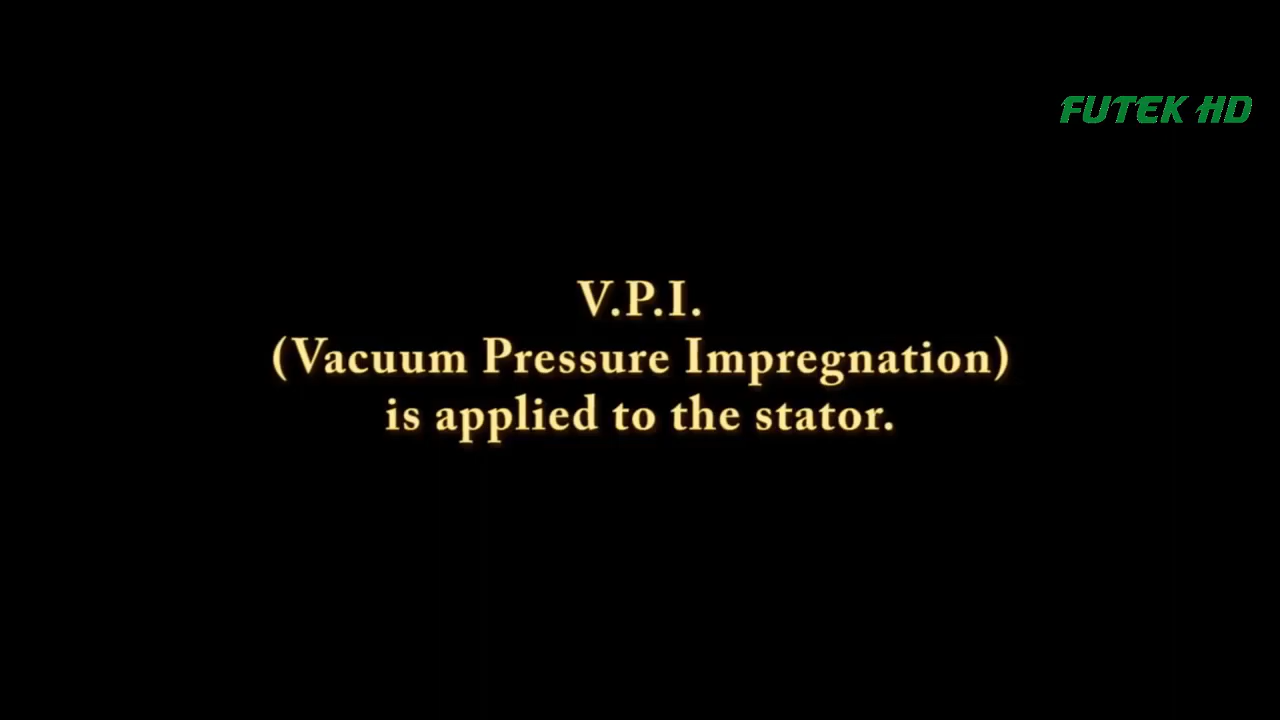 FUTEK HD
V.P.I.
(Vacuum Pressure Impregnation)
is applied to the stator.